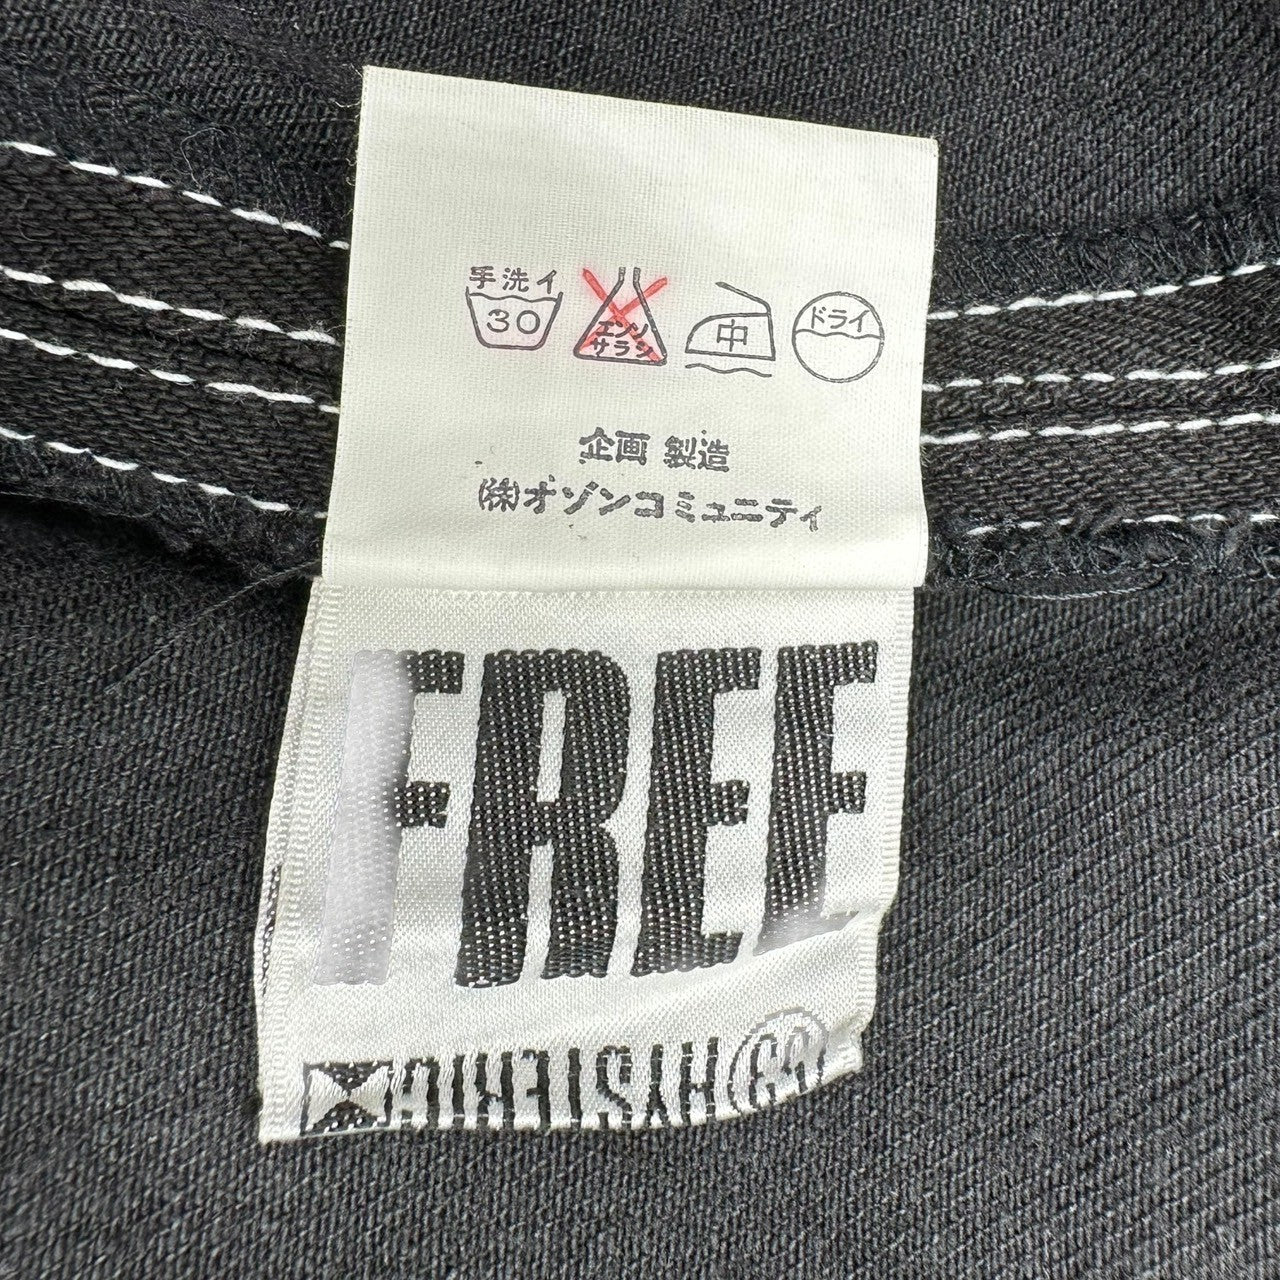 手洗イ
30
エンソ
サラシ
中
ドライ
企画 製造
(株)オゾンコミュニティ
FREE
HYSTERIC